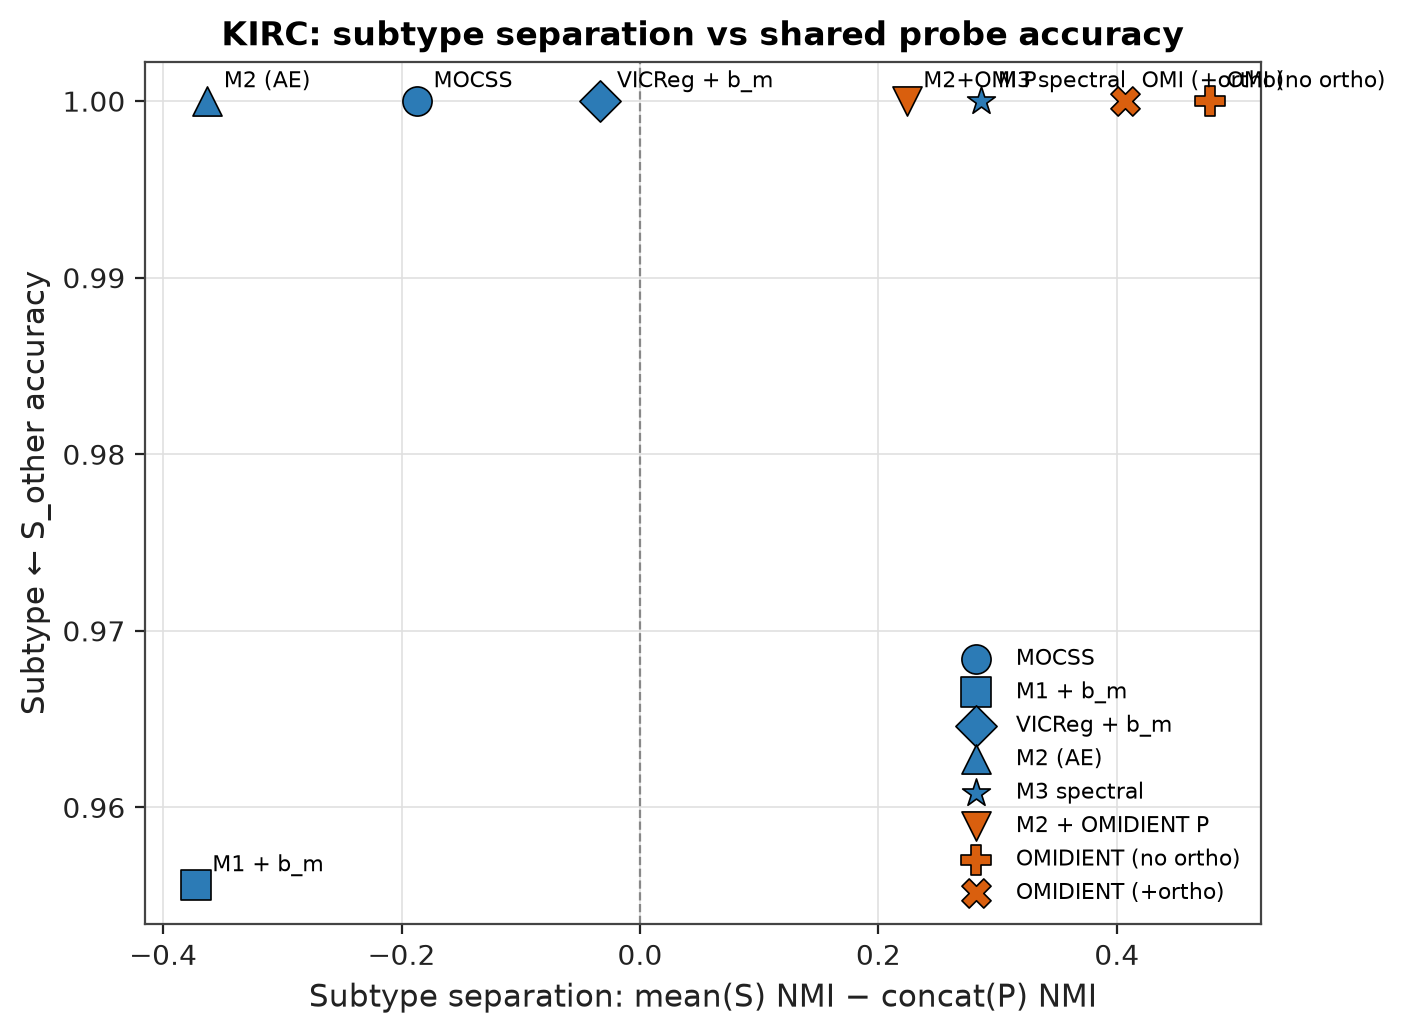 KIRC: subtype separation vs shared probe accuracy
M2 (AE)
MOCSS
VICReg + b_m
M2+OMI P
M3 spectral
OMI (+ortho)
OMI (no ortho)
1.00
0.99
0.98
0.97
0.96
Subtype ← S_other accuracy
M1 + b_m
MOCSS
M1 + b_m
VICReg + b_m
M2 (AE)
M3 spectral
M2 + OMIDIENT P
OMIDIENT (no ortho)
OMIDIENT (+ortho)
−0.4
−0.2
0.0
0.2
0.4
Subtype separation: mean(S) NMI − concat(P) NMI